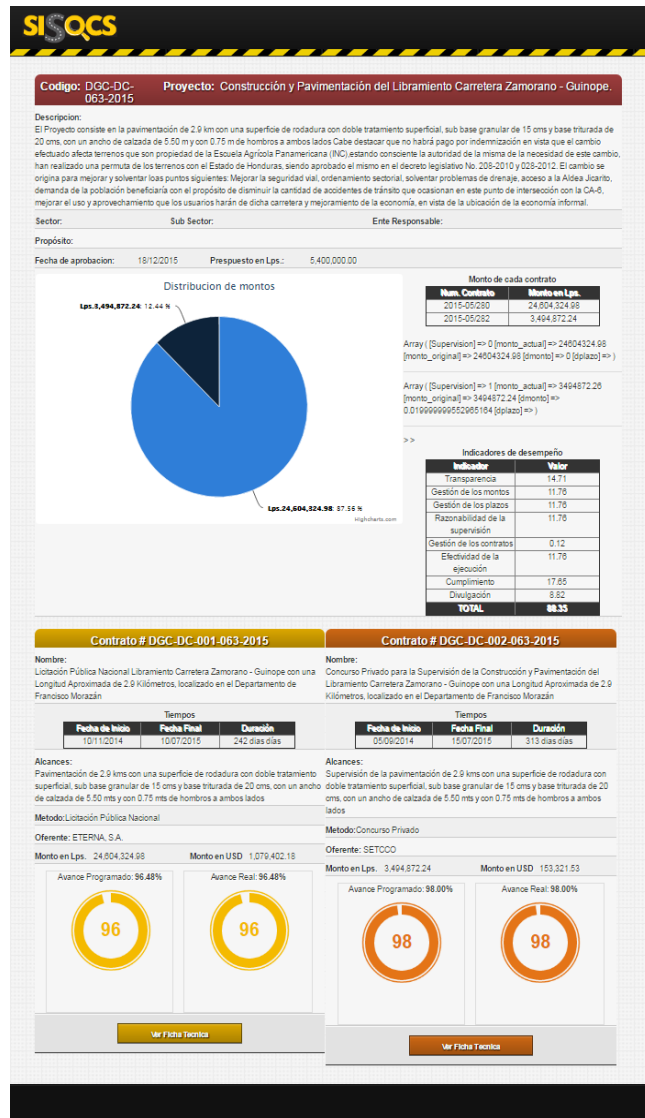 SISOCS
Codigo: DGC-DC-063-2015 Proyecto: Construcción y Pavimentación del Libramiento Carretera Zamorano - Guinope.
Descripcion:
El Proyecto consiste en la pavimentación de 2.9 km con una superficie de rodadura con doble tratamiento superficial, sub base granular de 15 cms y base triturada de
20 cms, con un ancho de calzada de 5.50 m y con 0.75 m de hombros a ambos lados Cabe destacar que no habrá pago por indemnización en vista que el cambio
efectuado afecta terrenos que son propiedad de la Escuela Agrícola Panamericana (INC),estando consciente la autoridad de la misma de la necesidad de este cambio,
han realizado una permuta de los terrenos con el Estado de Honduras, siendo aprobado el mismo en el decreto legislativo No. 208-2010 y 028-2012. El cambio se
origina para mejorar y solventar loas puntos siguientes: Mejorar la seguridad vial, ordenamiento sectorial, solventar problemas de drenaje, acceso a la Aldea Jicarito,
demanda de la población beneficiaría con el propósito de disminuir la cantidad de accidentes de tránsito que ocasionan en este punto de intersección con la CA-6,
mejorar el uso y aprovechamiento que los usuarios harán de dicha carretera y mejoramiento de la economía, en vista de la ubicación de la economía informal.
Sector: Sub Sector: Ente Responsable:
Propósito:
Fecha de aprobacion: 18/12/2015 Prespuesto en Lps.: 5,400,000.00
Distribucion de montos
Lps.3,494,872.24: 12.44 %
Lps.24,604,324.98: 87.56 %
Highcharts.com
Monto de cada contrato
Num. Contrato Monto en Lps.
2015-05/280 24,604,324.98
2015-05/282 3,494,872.24
Array ( [Supervision] => 0 [monto_actual] => 24604324.98
[monto_original] => 24604324.98 [dmonto] => 0 [dplazo] => )
Array ( [Supervision] => 1 [monto_actual] => 3494872.26
[monto_original] => 3494872.24 [dmonto] =>
0.019999999552965164 [dplazo] => )
>>
Indicadores de desempeño
Indicador Valor
Transparencia 14.71
Gestión de los montos 11.76
Gestión de los plazos 11.76
Razonabilidad de la supervisión 11.76
Gestión de los contratos 0.12
Efectividad de la ejecución 11.76
Cumplimiento 17.65
Divulgación 8.82
TOTAL 88.35
Contrato # DGC-DC-001-063-2015
Nombre:
Licitación Pública Nacional Libramiento Carretera Zamorano - Guinope con una
Longitud Aproximada de 2.9 Kilómetros, localizado en el Departamento de
Francisco Morazán
Tiempos
Fecha de Inicio Fecha Final Duración
10/11/2014 10/07/2015 242 dias días
Alcances:
Pavimentación de 2.9 kms con una superficie de rodadura con doble tratamiento
superficial, sub base granular de 15 cms y base triturada de 20 cms, con un ancho
de calzada de 5.50 mts y con 0.75 mts de hombros a ambos lados
Metodo:Licitación Pública Nacional
Oferente: ETERNA, S.A.
Monto en Lps. 24,604,324.98 Monto en USD 1,079,402.18
Avance Programado: 96.48% Avance Real: 96.48%
96 96
Ver Ficha Tecnica
Contrato # DGC-DC-002-063-2015
Nombre:
Concurso Privado para la Supervisión de la Construcción y Pavimentación del
Libramiento Carretera Zamorano - Guinope con una Longitud Aproximada de 2.9
Kilómetros, localizado en el Departamento de Francisco Morazán
Tiempos
Fecha de Inicio Fecha Final Duración
05/09/2014 15/07/2015 313 dias días
Alcances:
Supervisión de la pavimentación de 2.9 kms con una superficie de rodadura con
doble tratamiento superficial, sub base granular de 15 cms y base triturada de 20
cms, con un ancho de calzada de 5.50 mts y con 0.75 mts de hombros a ambos
lados
Metodo:Concurso Privado
Oferente: SETCCO
Monto en Lps. 3,494,872.24 Monto en USD 153,321.53
Avance Programado: 98.00% Avance Real: 98.00%
98 98
Ver Ficha Tecnica